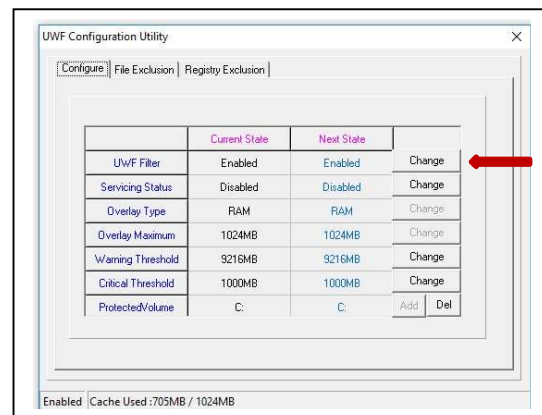 UWF Configuration Utility
Configure File Exclusion Registry Exclusion
Current State Next State
UWF Filter Enabled Enabled Change
Servicing Status Disabled Disabled Change
Overlay Type RAM RAM Change
Overlay Maximum 1024MB 1024MB Change
Warning Threshold 9216MB 9216MB Change
Critical Threshold 1000MB 1000MB Change
ProtectedVolume C: C: Add Del
Enabled Cache Used :705MB / 1024MB